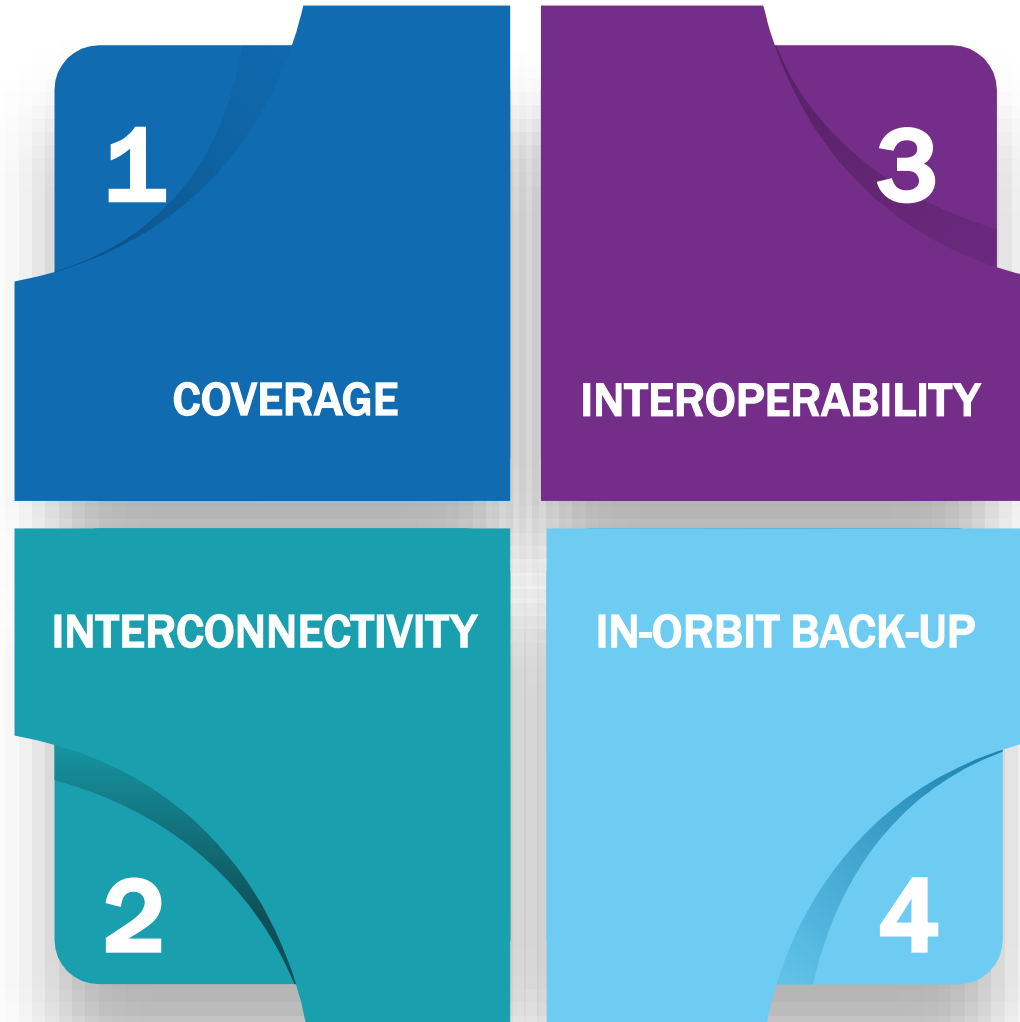 1
COVERAGE
3
INTEROPERABILITY
INTERCONNECTIVITY
2
IN-ORBIT BACK-UP
4